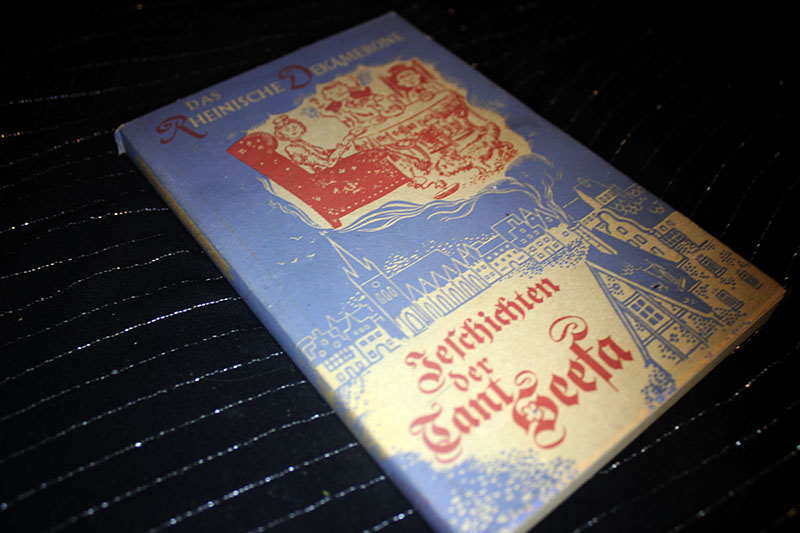 DAS
RHEINISCHE DEKAMERONE
Jeschichten
der
Tant Seefa